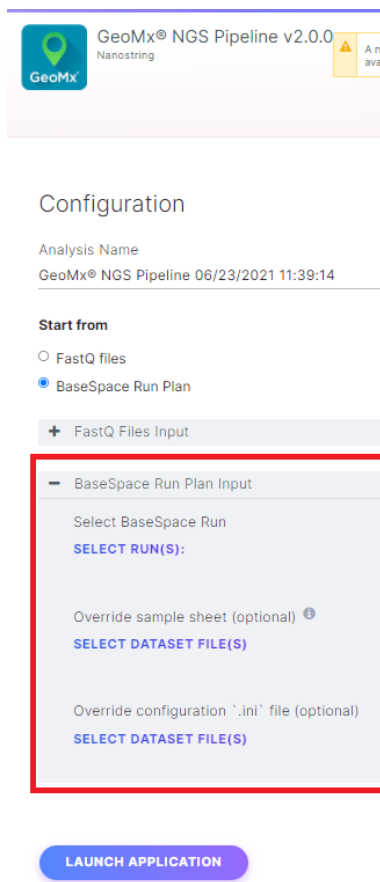 GeoMx® NGS Pipeline v2.0.0
Nanostring
A n
ava
GeoMx
Configuration
Analysis Name
GeoMx® NGS Pipeline 06/23/2021 11:39:14
Start from
FastQ files
BaseSpace Run Plan
FastQ Files Input
BaseSpace Run Plan Input
Select BaseSpace Run
SELECT RUN(S):
Override sample sheet (optional)
SELECT DATASET FILE(S)
Override configuration `.ini` file (optional)
SELECT DATASET FILE(S)
LAUNCH APPLICATION